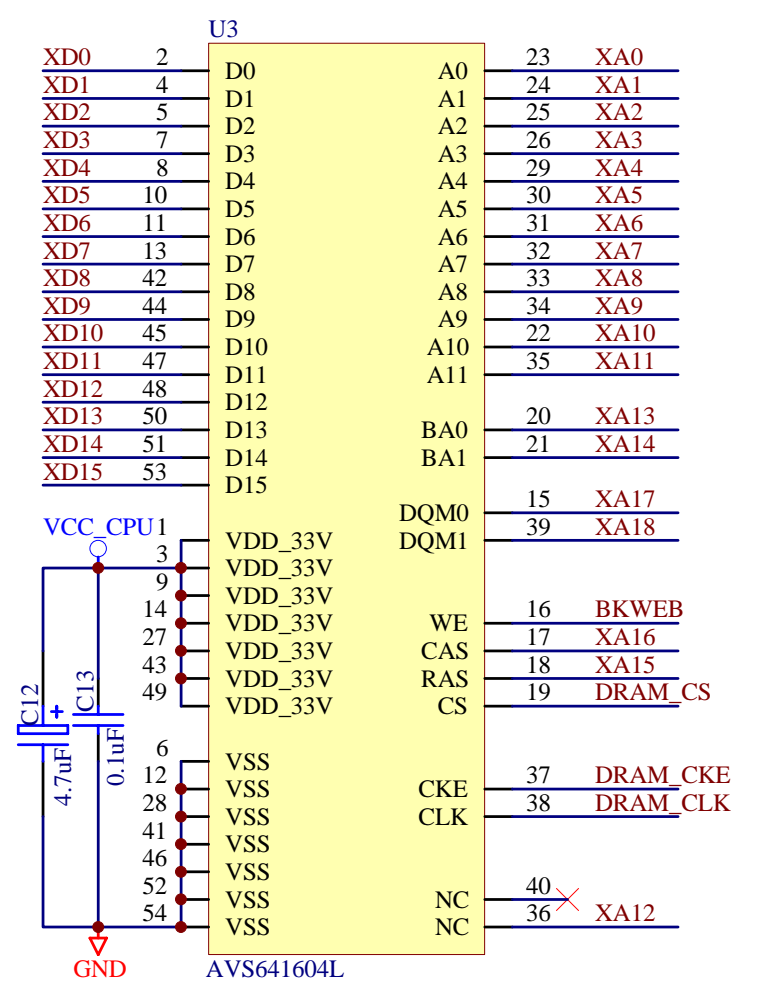 U3
XD0 2 D0 A0 23 XA0
XD1 4 D1 A1 24 XA1
XD2 5 D2 A2 25 XA2
XD3 7 D3 A3 26 XA3
XD4 8 D4 A4 29 XA4
XD5 10 D5 A5 30 XA5
XD6 11 D6 A6 31 XA6
XD7 13 D7 A7 32 XA7
XD8 42 D8 A8 33 XA8
XD9 44 D9 A9 34 XA9
XD10 45 D10 A10 22 XA10
XD11 47 D11 A11 35 XA11
XD12 48 D12
XD13 50 D13 BA0 20 XA13
XD14 51 D14 BA1 21 XA14
XD15 53 D15
DQM0 15 XA17
VCC_CPU 1 VDD_33V DQM1 39 XA18
3 VDD_33V
9 VDD_33V
14 VDD_33V WE 16 BKWEB
27 VDD_33V CAS 17 XA16
43 VDD_33V RAS 18 XA15
49 VDD_33V CS 19 DRAM_CS
C12 + 4.7uF
C13 0.1uF
6 VSS
12 VSS CKE 37 DRAM_CKE
28 VSS CLK 38 DRAM_CLK
41 VSS
46 VSS
52 VSS NC 40
54 VSS NC 36 XA12
GND
AVS641604L